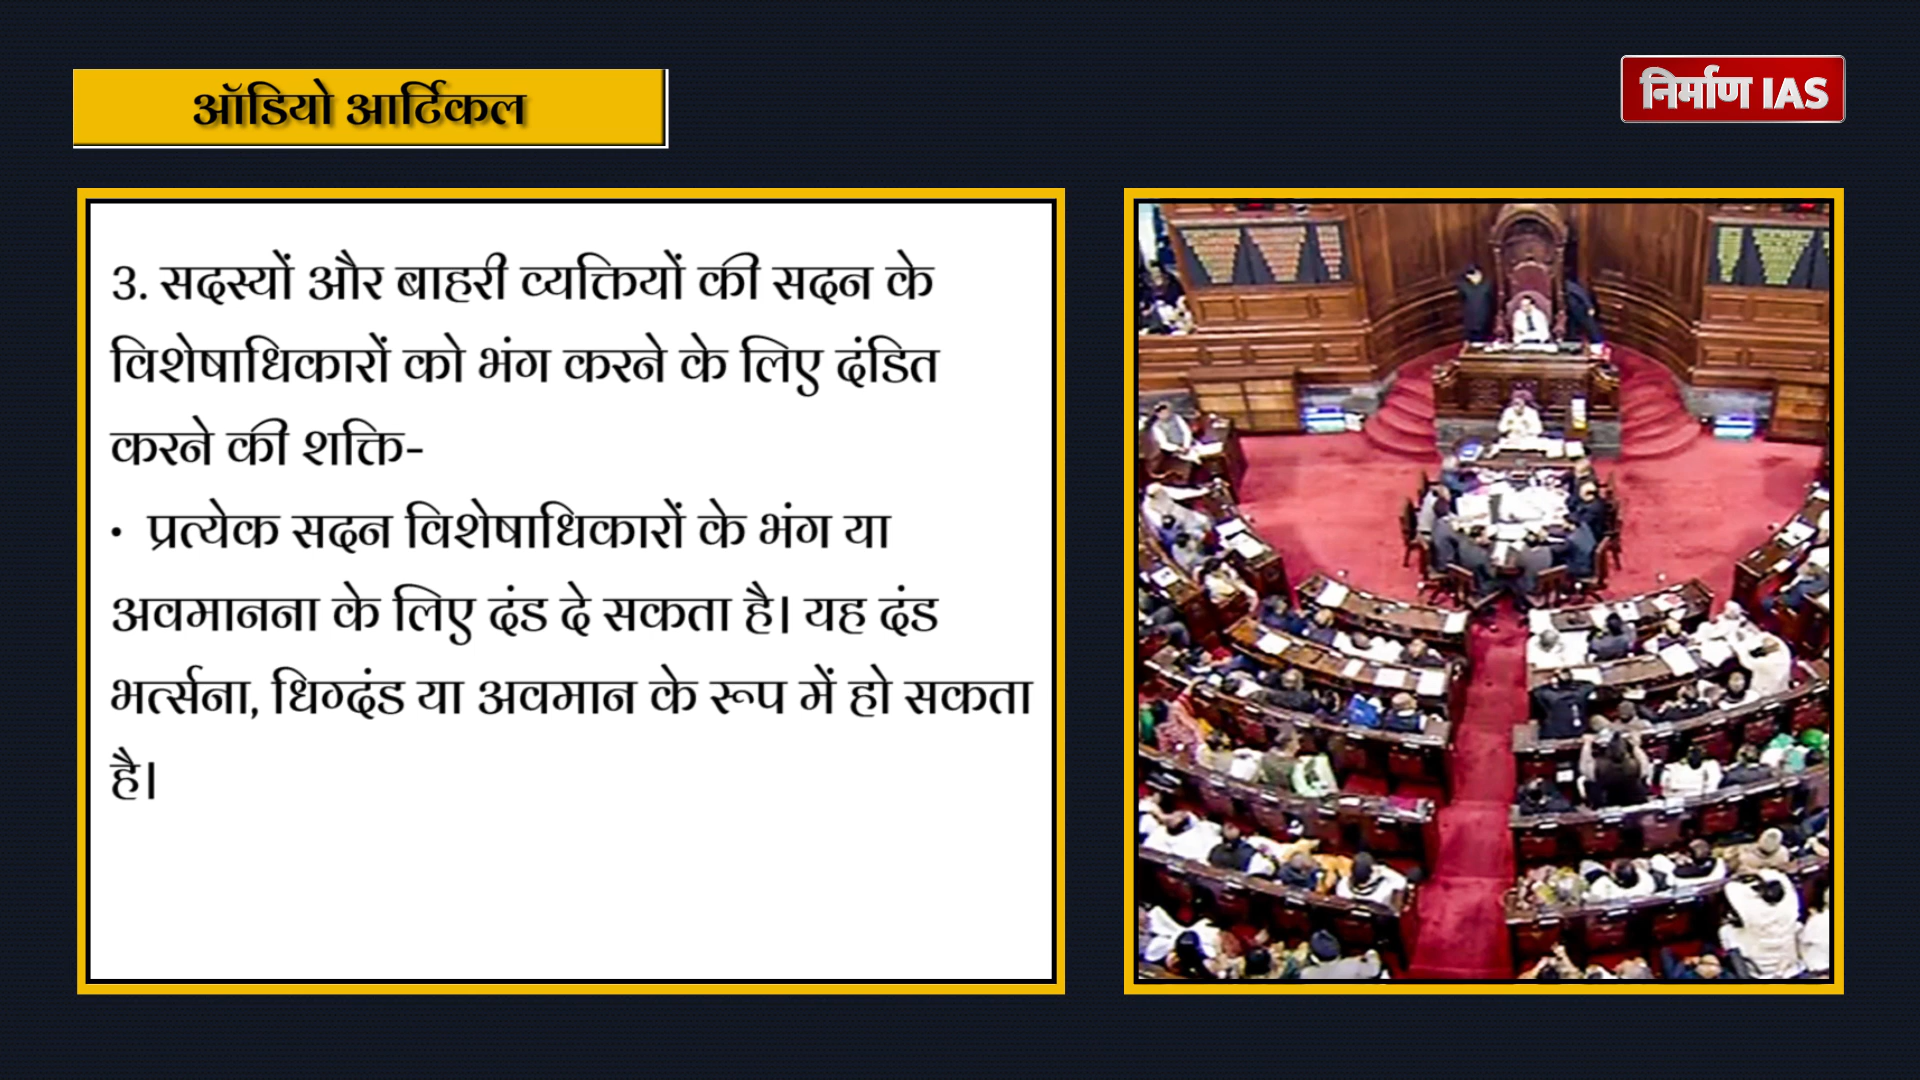 ऑडियो आर्टिकल
निर्माण IAS
3. सदस्यों और बाहरी व्यक्तियों की सदन के
विशेषाधिकारों को भंग करने के लिए दंडित
करने की शक्ति-
• प्रत्येक सदन विशेषाधिकारों के भंग या
अवमानना के लिए दंड दे सकता है। यह दंड
भर्त्सना, धिग्दंड या अवमान के रूप में हो सकता
है।